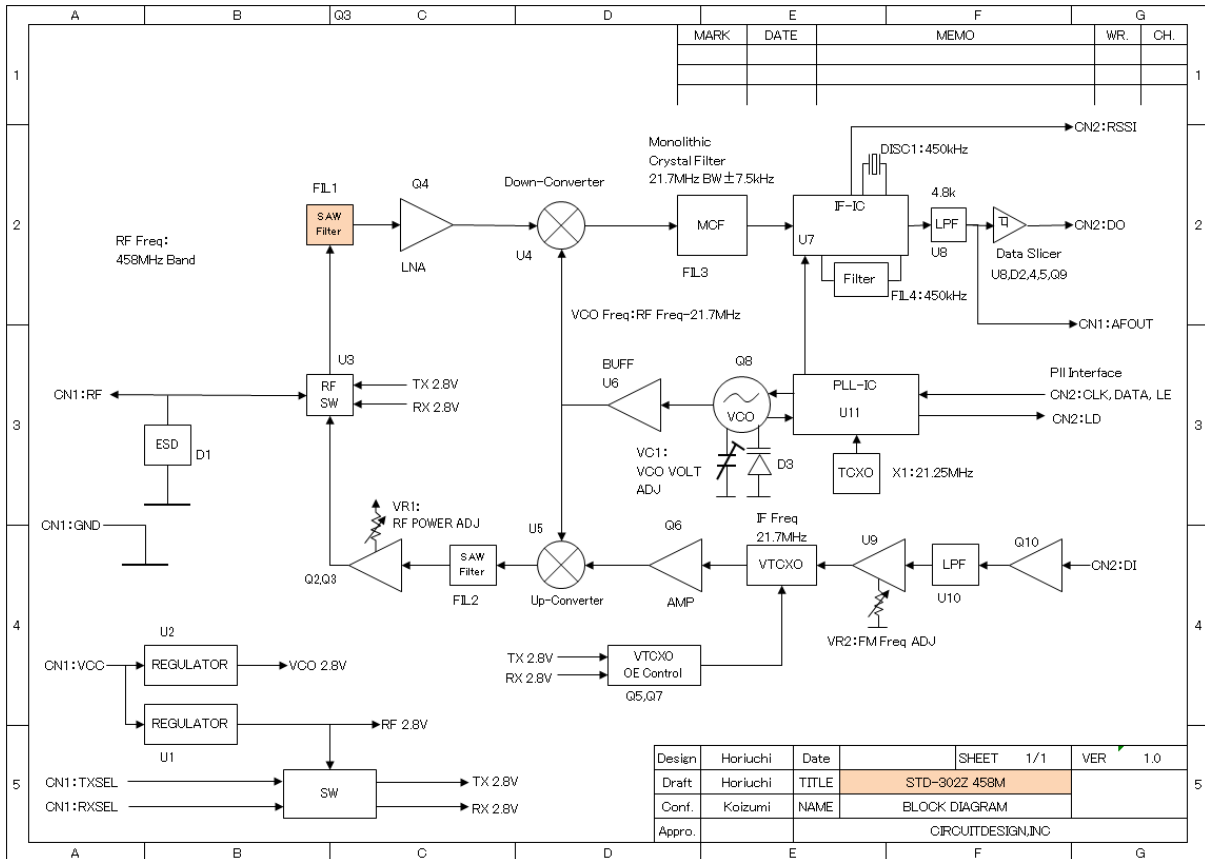 A B Q3 C D E F G
MARK DATE MEMO WR. CH.
1 1
CN2:RSSI
Monolithic
Crystal Filter
21.7MHz BW±7.5kHz
DISC1:450kHz
FIL1
Q4
Down-Converter
4.8k
SAW
Filter
IF-IC
2 2
MCF
LPF
CN2:DO
RF Freq:
458MHz Band
U4
U7
U8
Data Slicer
LNA
FIL3
Filter
U8,D2,4,5,Q9
FIL4:450kHz
VCO Freq:RF Freq-21.7MHz
CN1:AFOUT
U3
BUFF
U6
Q8
Pll Interface
RF
SW
TX 2.8V
RX 2.8V
PLL-IC
U11
CN1:RF
CN2:CLK, DATA, LE
VCO
CN2:LD
3 3
ESD
D1
VC1:
VCO VOLT
ADJ
D3
TCXO
X1:21.25MHz
VR1:
RF POWER ADJ
CN1:GND
U5
Q6
IF Freq
21.7MHz
U9
Q10
SAW
Filter
VTCXO
LPF
CN2:DI
Q2,Q3
FIL2
Up-Converter
AMP
U10
4 4
U2
VR2:FM Freq ADJ
CN1:VCC
REGULATOR
VCO 2.8V
TX 2.8V
RX 2.8V
VTCXO
OE Control
Q5,Q7
REGULATOR
RF 2.8V
U1
Design Horiuchi Date SHEET 1/1 VER 1.0
5 5
CN1:TXSEL
SW
TX 2.8V
Draft Horiuchi TITLE STD-302Z 458M
CN1:RXSEL
RX 2.8V
Conf. Koizumi NAME BLOCK DIAGRAM
Appro. CIRCUITDESIGN,INC
A B C D E F G